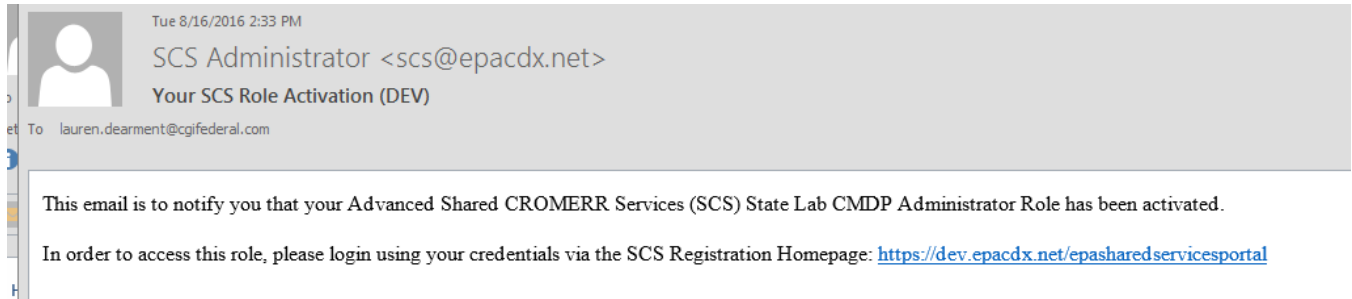 Tue 8/16/2016 2:33 PM
SCS Administrator <scs@epacdx.net>
Your SCS Role Activation (DEV)
To lauren.dearment@cgifederal.com
This email is to notify you that your Advanced Shared CROMERR Services (SCS) State Lab CMDP Administrator Role has been activated.
In order to access this role, please login using your credentials via the SCS Registration Homepage: https://dev.epacdx.net/epasharedservicesportal